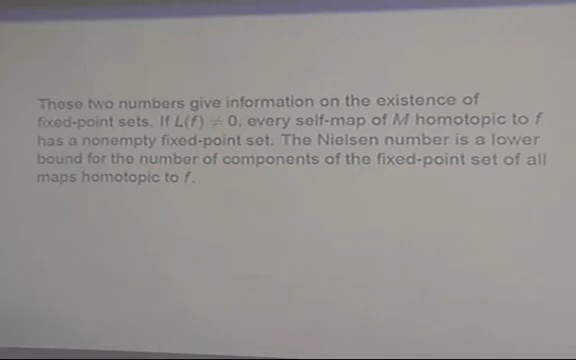 These two numbers give information on the existence of
fixed-point sets. If L(f) ≠ 0, every self-map of M homotopic to f
has a nonempty fixed-point set. The Nielsen number is a lower
bound for the number of components of the fixed-point set of all
maps homotopic to f.